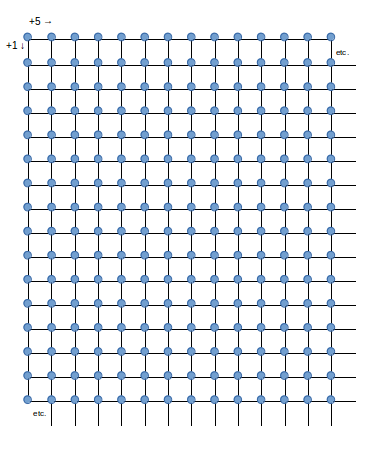 +5 →
+1 ↓
etc.
etc.